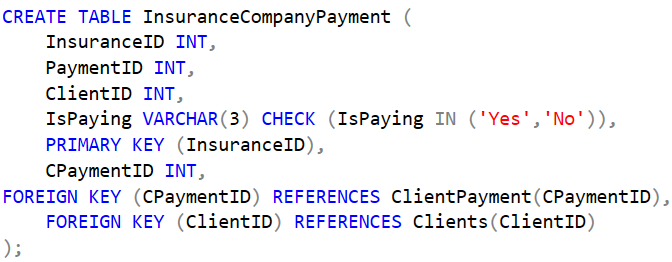 CREATE TABLE InsuranceCompanyPayment (
    InsuranceID INT,
    PaymentID INT,
    ClientID INT,
    IsPaying VARCHAR(3) CHECK (IsPaying IN ('Yes','No')),
    PRIMARY KEY (InsuranceID),
    CPaymentID INT,
FOREIGN KEY (CPaymentID) REFERENCES ClientPayment(CPaymentID),
    FOREIGN KEY (ClientID) REFERENCES Clients(ClientID)
);